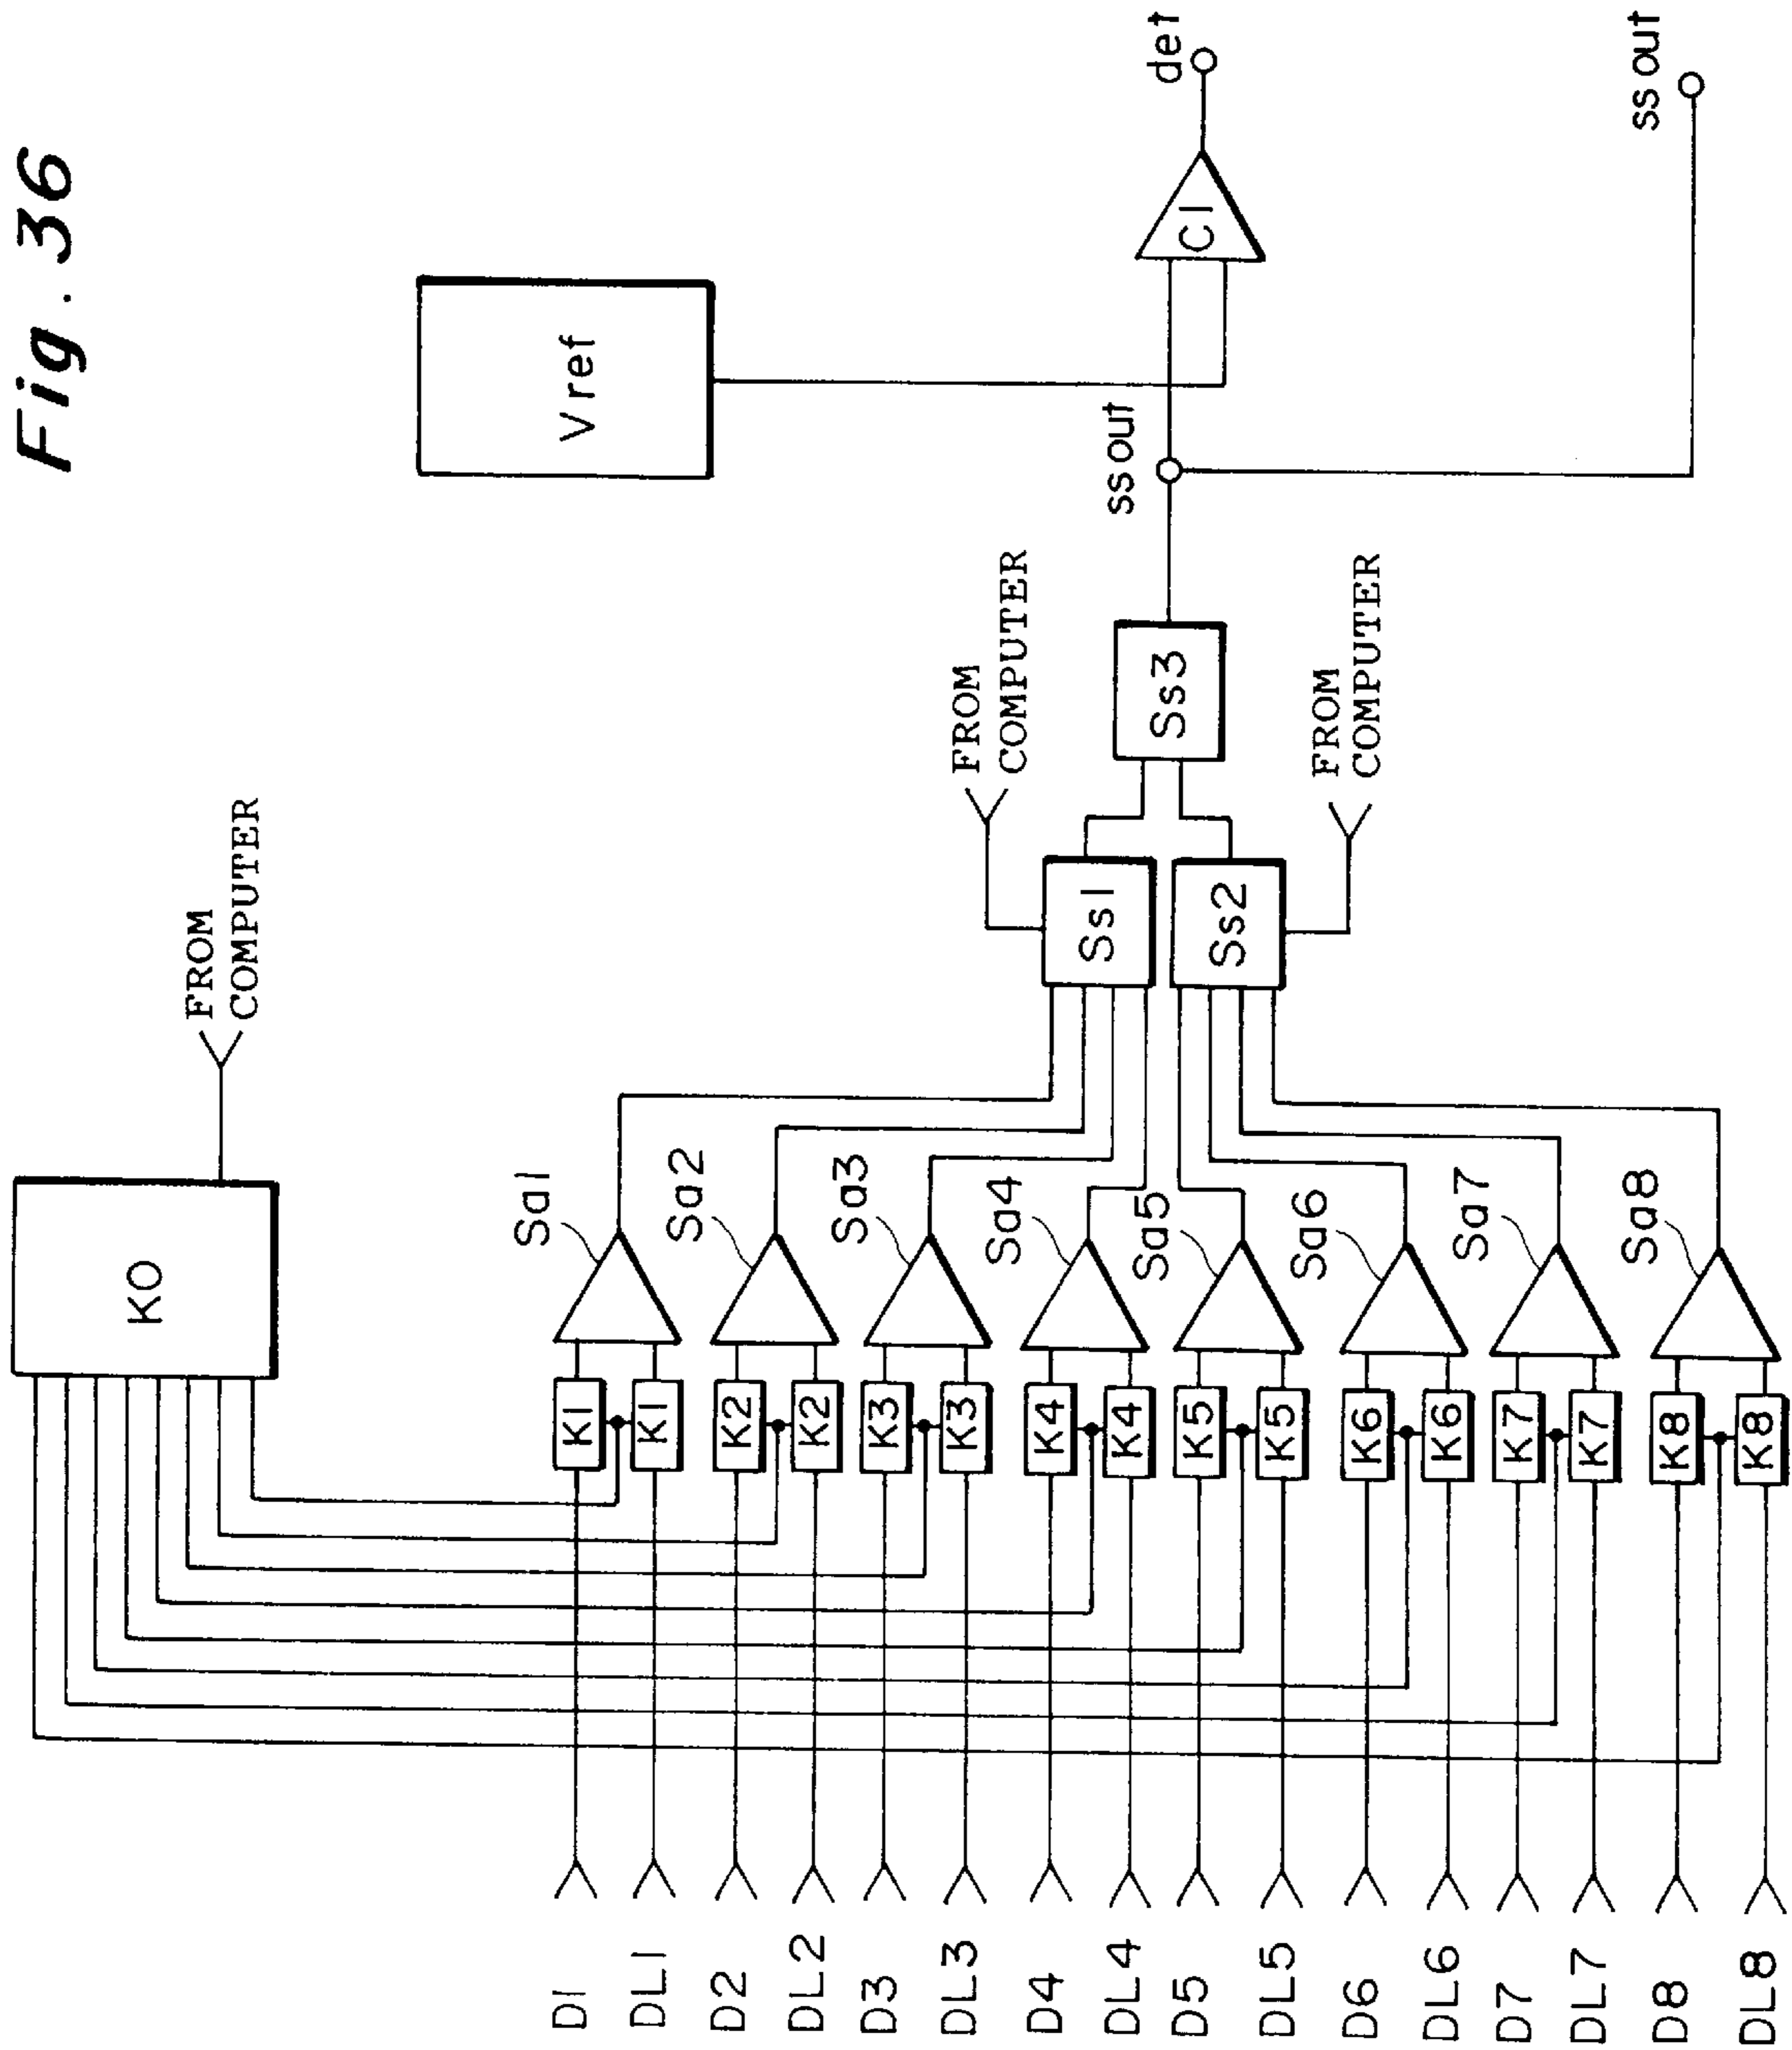 Fig. 36
K0
FROM
COMPUTER
Vref
det
C1
ss out
ss out
FROM
COMPUTER
Ss1
Ss3
Ss2
FROM
COMPUTER
Sa1
Sa2
Sa3
Sa4
Sa5
Sa6
Sa7
Sa8
K1
K1
K2
K2
K3
K3
K4
K4
K5
K5
K6
K6
K7
K7
K8
K8
D1
DL1
D2
DL2
D3
DL3
D4
DL4
D5
DL5
D6
DL6
D7
DL7
D8
DL8